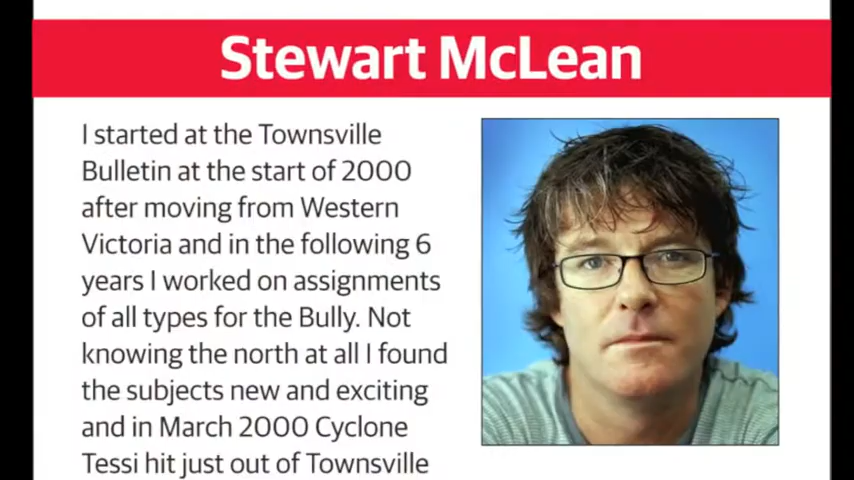 Stewart McLean
I started at the Townsville
Bulletin at the start of 2000
after moving from Western
Victoria and in the following 6
years I worked on assignments
of all types for the Bully. Not
knowing the north at all I found
the subjects new and exciting
and in March 2000 Cyclone
Tessi hit just out of Townsville